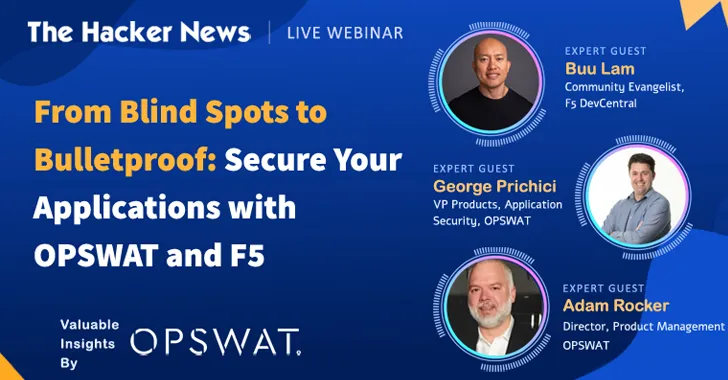 The Hacker News | LIVE WEBINAR
From Blind Spots to
Bulletproof: Secure Your
Applications with
OPSWAT and F5
Valuable
Insights
By
OPSWAT.
EXPERT GUEST
Buu Lam
Community Evangelist,
F5 DevCentral
EXPERT GUEST
George Prichici
VP Products, Application
Security, OPSWAT
EXPERT GUEST
Adam Rocker
Director, Product Management
OPSWAT